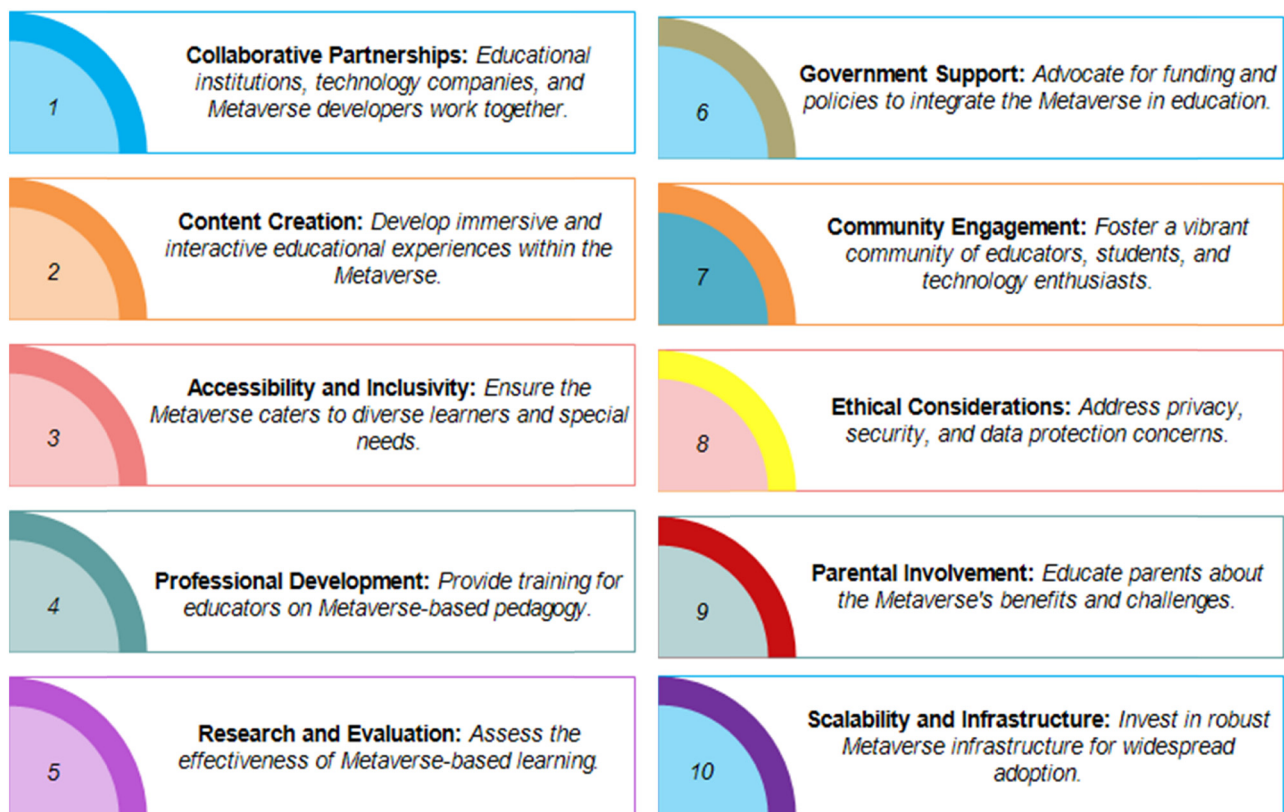 1
Collaborative Partnerships: Educational
institutions, technology companies, and
Metaverse developers work together.
2
Content Creation: Develop immersive and
interactive educational experiences within the
Metaverse.
3
Accessibility and Inclusivity: Ensure the
Metaverse caters to diverse learners and special
needs.
4
Professional Development: Provide training for
educators on Metaverse-based pedagogy.
5
Research and Evaluation: Assess the
effectiveness of Metaverse-based learning.
6
Government Support: Advocate for funding and
policies to integrate the Metaverse in education.
7
Community Engagement: Foster a vibrant
community of educators, students, and
technology enthusiasts.
8
Ethical Considerations: Address privacy,
security, and data protection concerns.
9
Parental Involvement: Educate parents about
the Metaverse's benefits and challenges.
10
Scalability and Infrastructure: Invest in robust
Metaverse infrastructure for widespread
adoption.